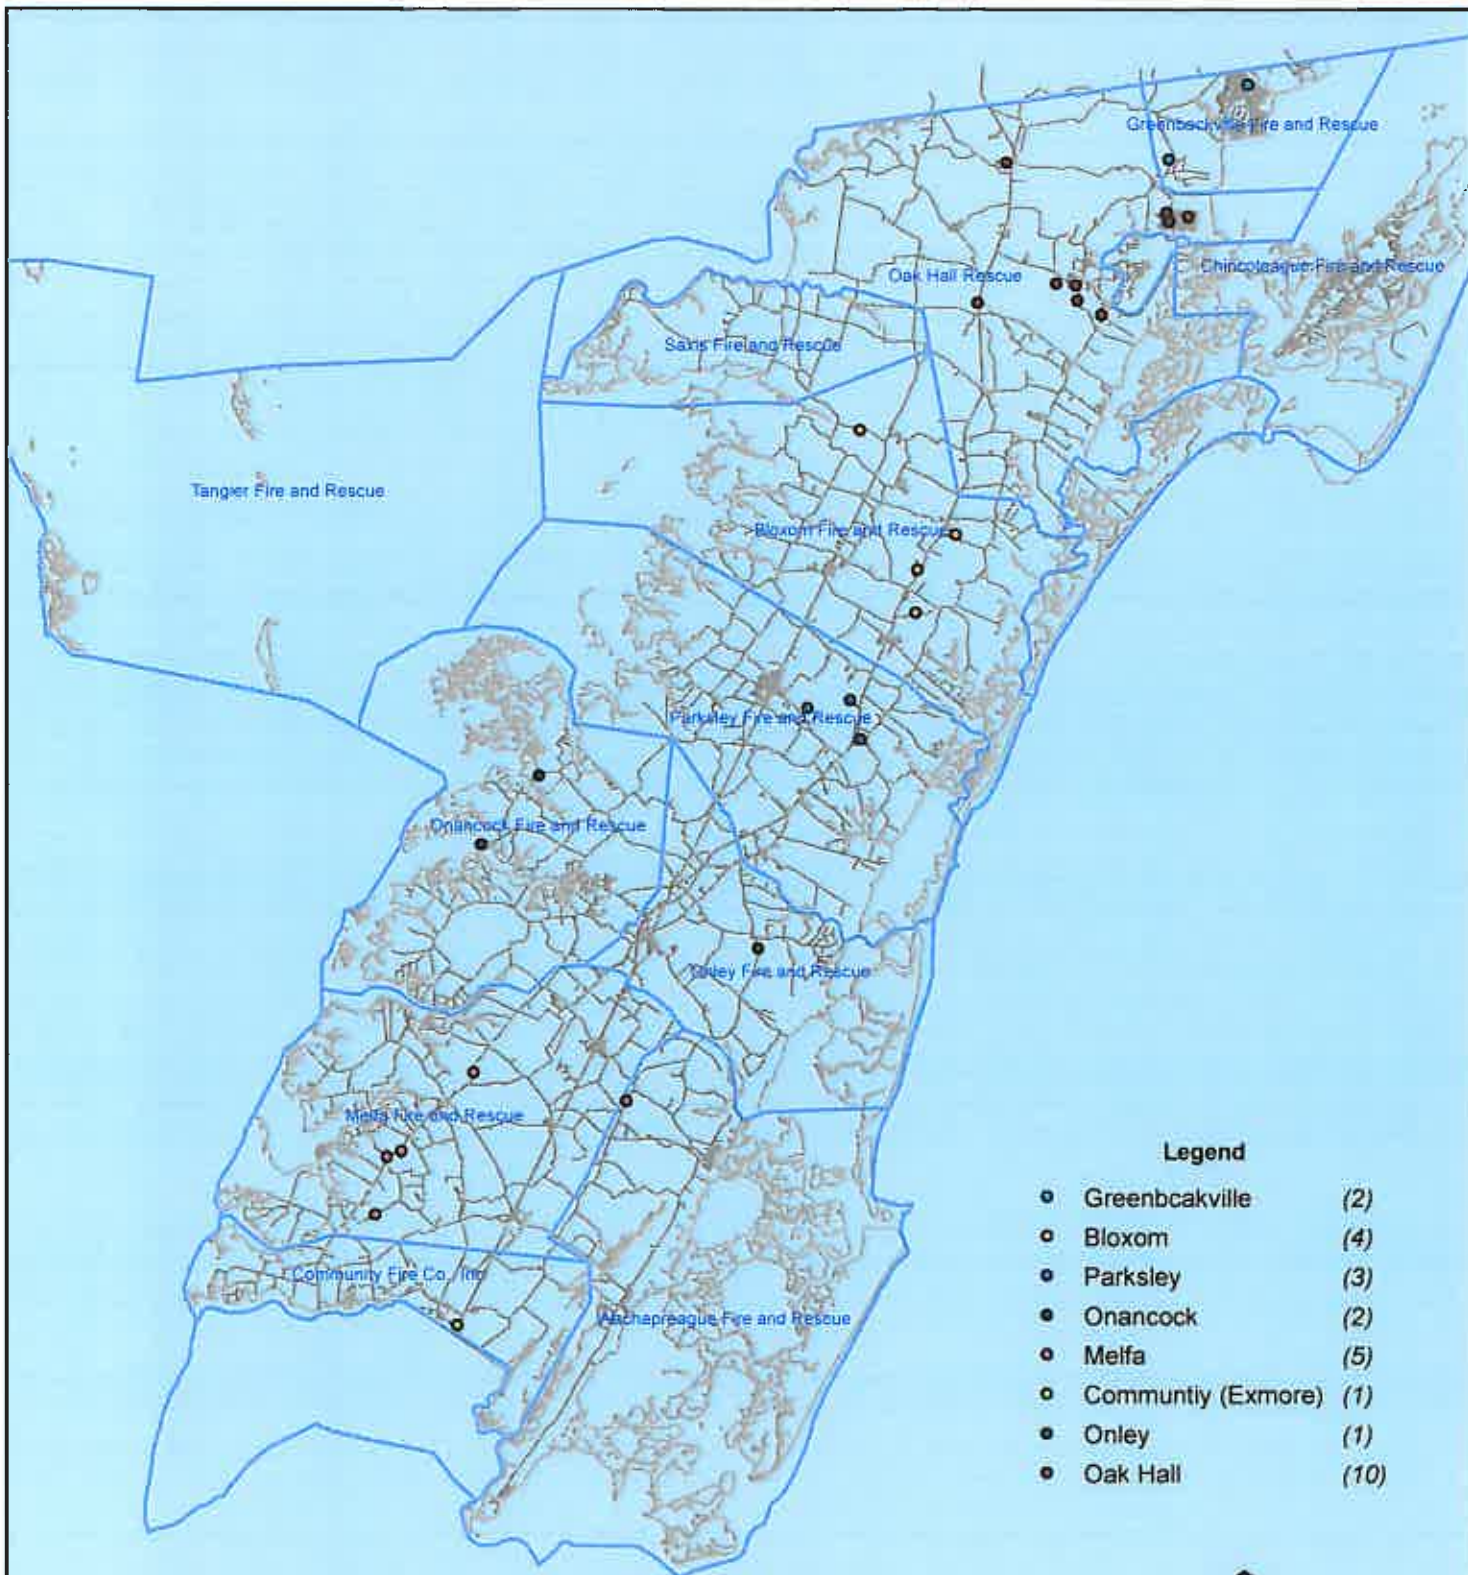 Greenbackville Fire and Rescue
Chincoteague Fire and Rescue
Oak Hall Rescue
Saxis Fire and Rescue
Tangier Fire and Rescue
Bloxom Fire and Rescue
Parksley Fire and Rescue
Onancock Fire and Rescue
Onley Fire and Rescue
Melfa Fire and Rescue
Community Fire Co., Inc
Wachapreague Fire and Rescue
Legend
Greenbcakville (2)
Bloxom (4)
Parksley (3)
Onancock (2)
Melfa (5)
Communtiy (Exmore) (1)
Onley (1)
Oak Hall (10)